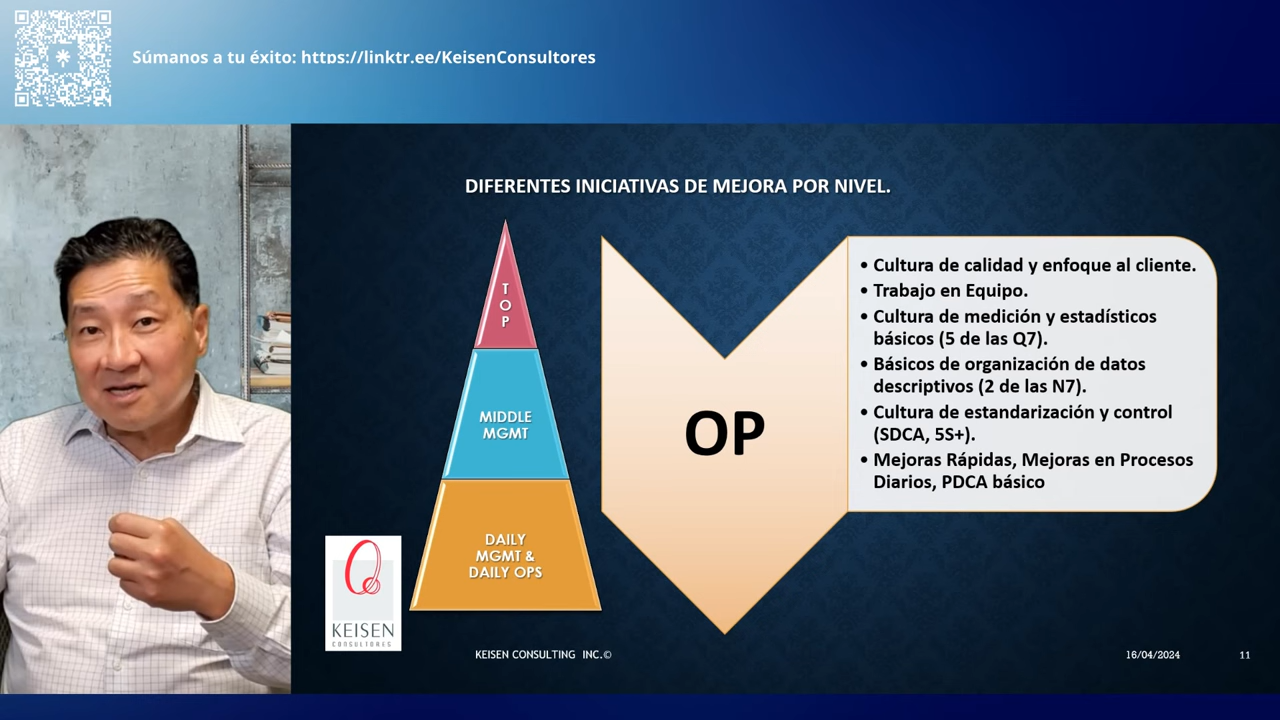 Súmanos a tu éxito: https://linktr.ee/KeisenConsultores
DIFERENTES INICIATIVAS DE MEJORA POR NIVEL.
T
O
P
MIDDLE
MGMT
DAILY
MGMT &
DAILY OPS
OP
• Cultura de calidad y enfoque al cliente.
• Trabajo en Equipo.
• Cultura de medición y estadísticos
básicos (5 de las Q7).
• Básicos de organización de datos
descriptivos (2 de las N7).
• Cultura de estandarización y control
(SDCA, 5S+).
• Mejoras Rápidas, Mejoras en Procesos
Diarios, PDCA básico
KEISEN
CONSULTORES
KEISEN CONSULTING INC.©
16/04/2024
11